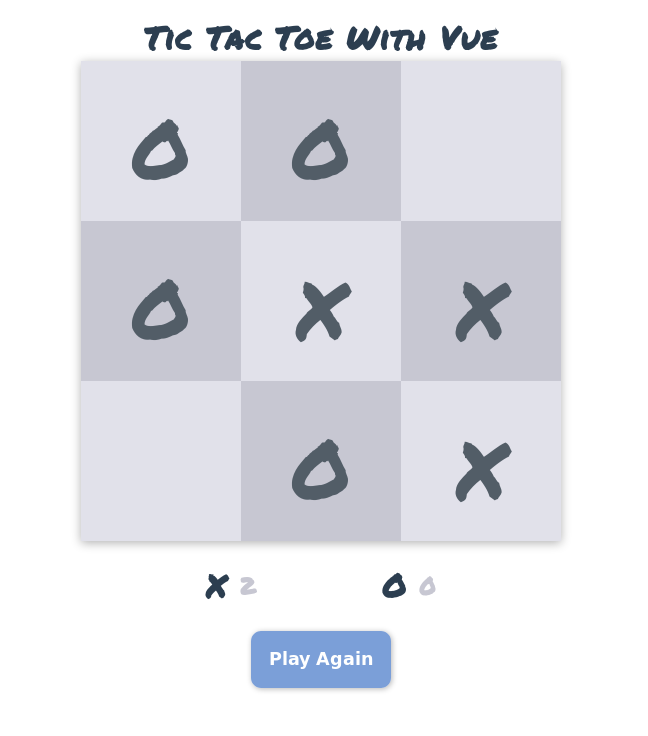 Tic Tac Toe With Vue
O O
O X X
O X
X 2 O 0
Play Again